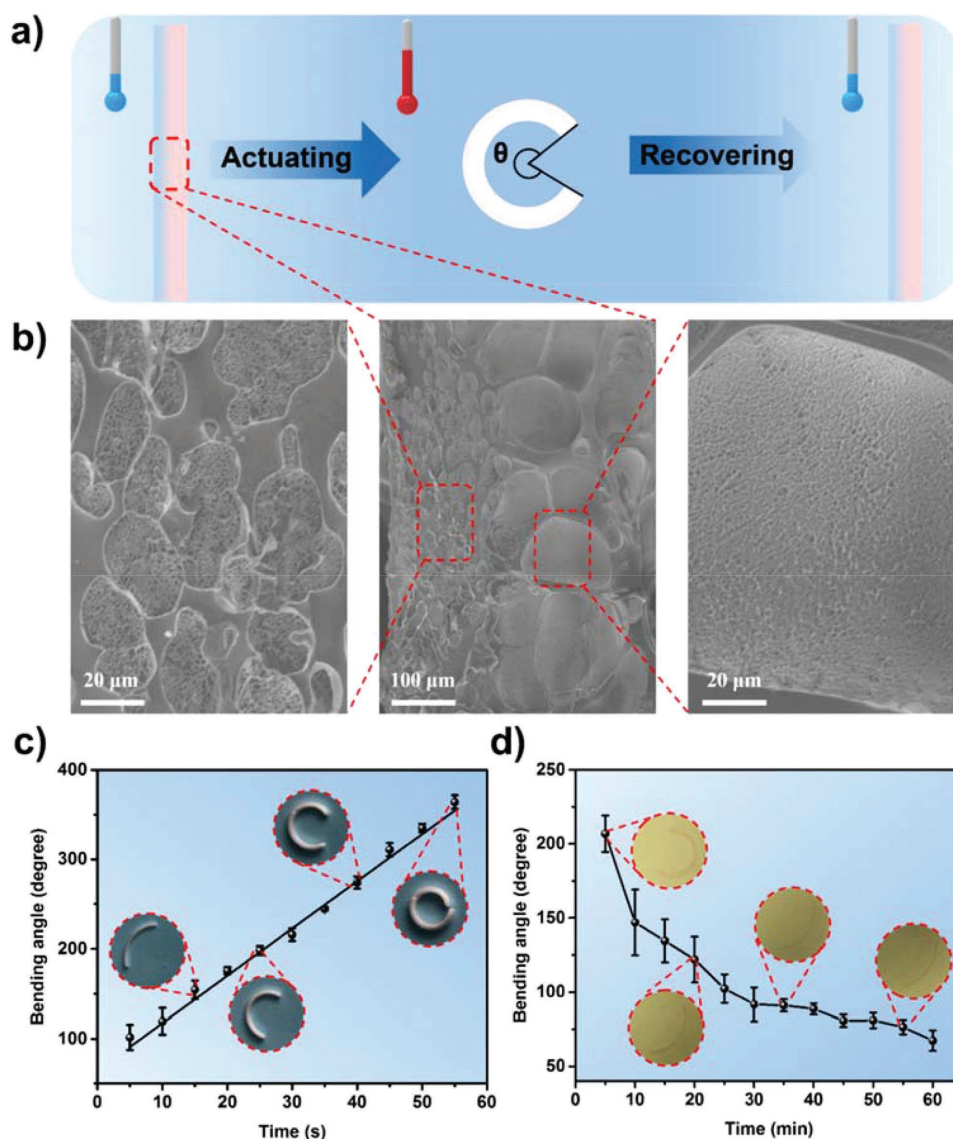 a)
Actuating
θ
Recovering
b)
20 µm
100 µm
20 µm
c)
400
300
200
100
Bending angle (degree)
0
10
20
30
40
50
60
Time (s)
d)
250
200
150
100
50
Bending angle (degree)
0
10
20
30
40
50
60
Time (min)